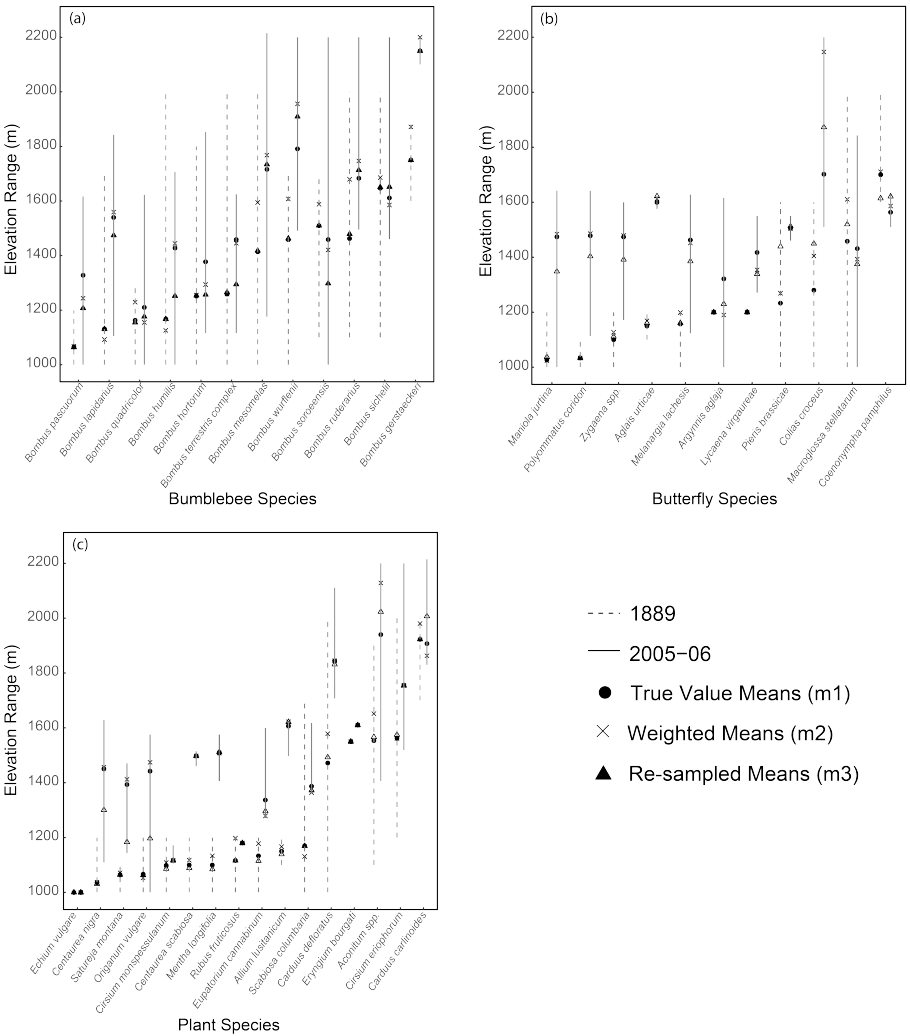 (a)
Elevation Range (m)
2200
2000
1800
1600
1400
1200
1000
Bombus pascuorum
Bombus lapidarius
Bombus quadricolor
Bombus humilis
Bombus hortorum
Bombus terrestris complex
Bombus mesomelas
Bombus wurflenii
Bombus soroeensis
Bombus ruderarius
Bombus sichelii
Bombus gerstaeckeri
Bumblebee Species
(b)
Elevation Range (m)
2200
2000
1800
1600
1400
1200
1000
Maniola jurtina
Polyommatus coridon
Zygaena spp.
Aglais urticae
Melanargia lachesis
Argynnis aglaja
Lycaena virgaureae
Pieris brassicae
Colias croceus
Macroglossa stellatarum
Coenonympha pamphilus
Butterfly Species
(c)
Elevation Range (m)
2200
2000
1800
1600
1400
1200
1000
Echium vulgare
Centaurea nigra
Satureja montana
Origanum vulgare
Cirsium monspessulanum
Centaurea scabiosa
Mentha longifolia
Rubus fruticosus
Eupatorium cannabinum
Allium lusitanicum
Scabiosa columbaria
Carduus defloratus
Eryngium bourgati
Aconitum spp.
Cirsium eriophorum
Carduus carlinoides
Plant Species
1889
2005−06
True Value Means (m1)
Weighted Means (m2)
Re-sampled Means (m3)